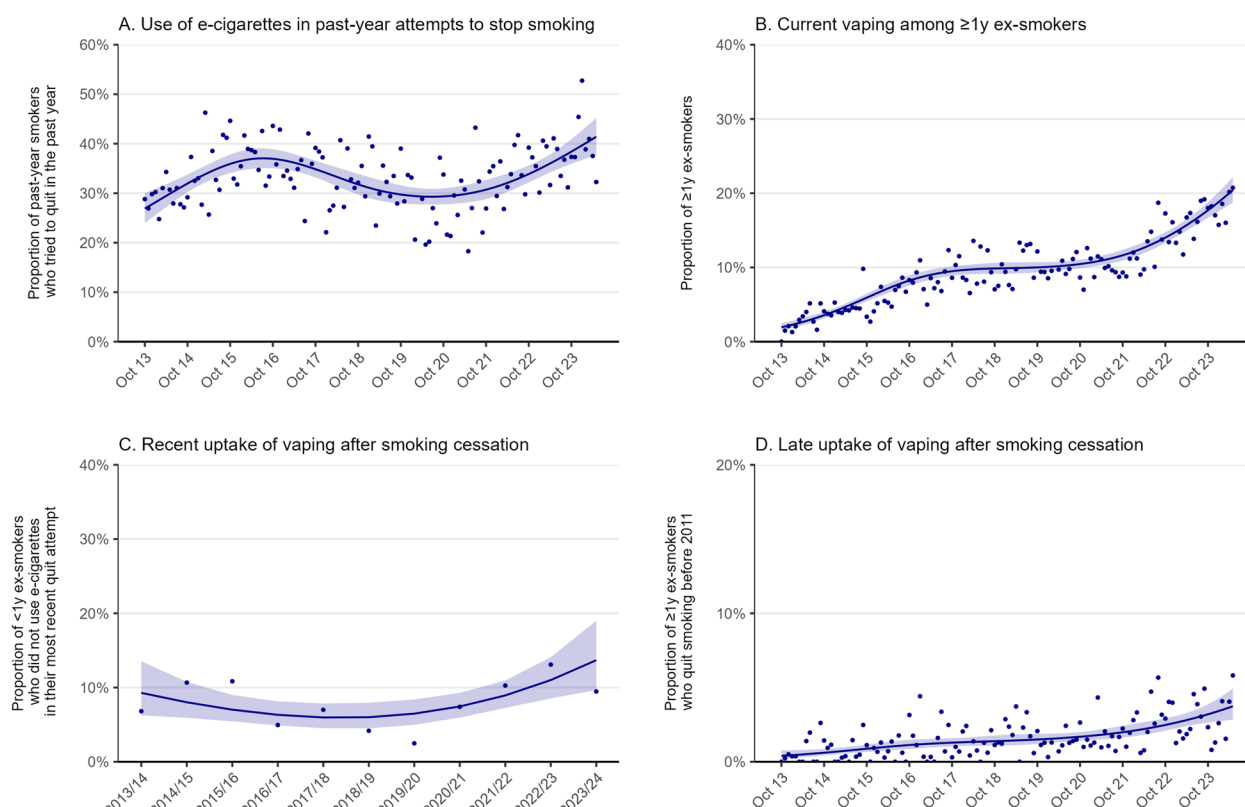 A. Use of e-cigarettes in past-year attempts to stop smoking
Proportion of past-year smokers
who tried to quit in the past year
60%
50%
40%
30%
20%
10%
0%
Oct 13
Oct 14
Oct 15
Oct 16
Oct 17
Oct 18
Oct 19
Oct 20
Oct 21
Oct 22
Oct 23
B. Current vaping among ≥1y ex-smokers
Proportion of ≥1y ex-smokers
40%
30%
20%
10%
0%
Oct 13
Oct 14
Oct 15
Oct 16
Oct 17
Oct 18
Oct 19
Oct 20
Oct 21
Oct 22
Oct 23
C. Recent uptake of vaping after smoking cessation
Proportion of <1y ex-smokers
who did not use e-cigarettes
in their most recent quit attempt
40%
30%
20%
10%
0%
2013/14
2014/15
2015/16
2016/17
2017/18
2018/19
2019/20
2020/21
2021/22
2022/23
2023/24
D. Late uptake of vaping after smoking cessation
Proportion of ≥1y ex-smokers
who quit smoking before 2011
20%
10%
0%
Oct 13
Oct 14
Oct 15
Oct 16
Oct 17
Oct 18
Oct 19
Oct 20
Oct 21
Oct 22
Oct 23